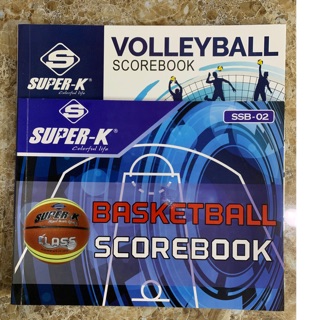 VOLLEYBALL
SCOREBOOK
S
SUPER-K®
Colorful life
SSB-02
S
SUPER-K®
Colorful life
BASKETBALL
SCOREBOOK
SUPER-K
CLASS